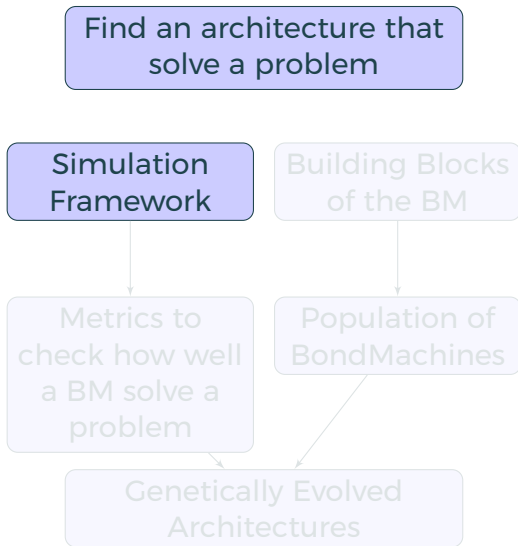 Find an architecture that
solve a problem
Simulation
Framework
Building Blocks
of the BM
Metrics to
check how well
a BM solve a
problem
Population of
BondMachines
Genetically Evolved
Architectures